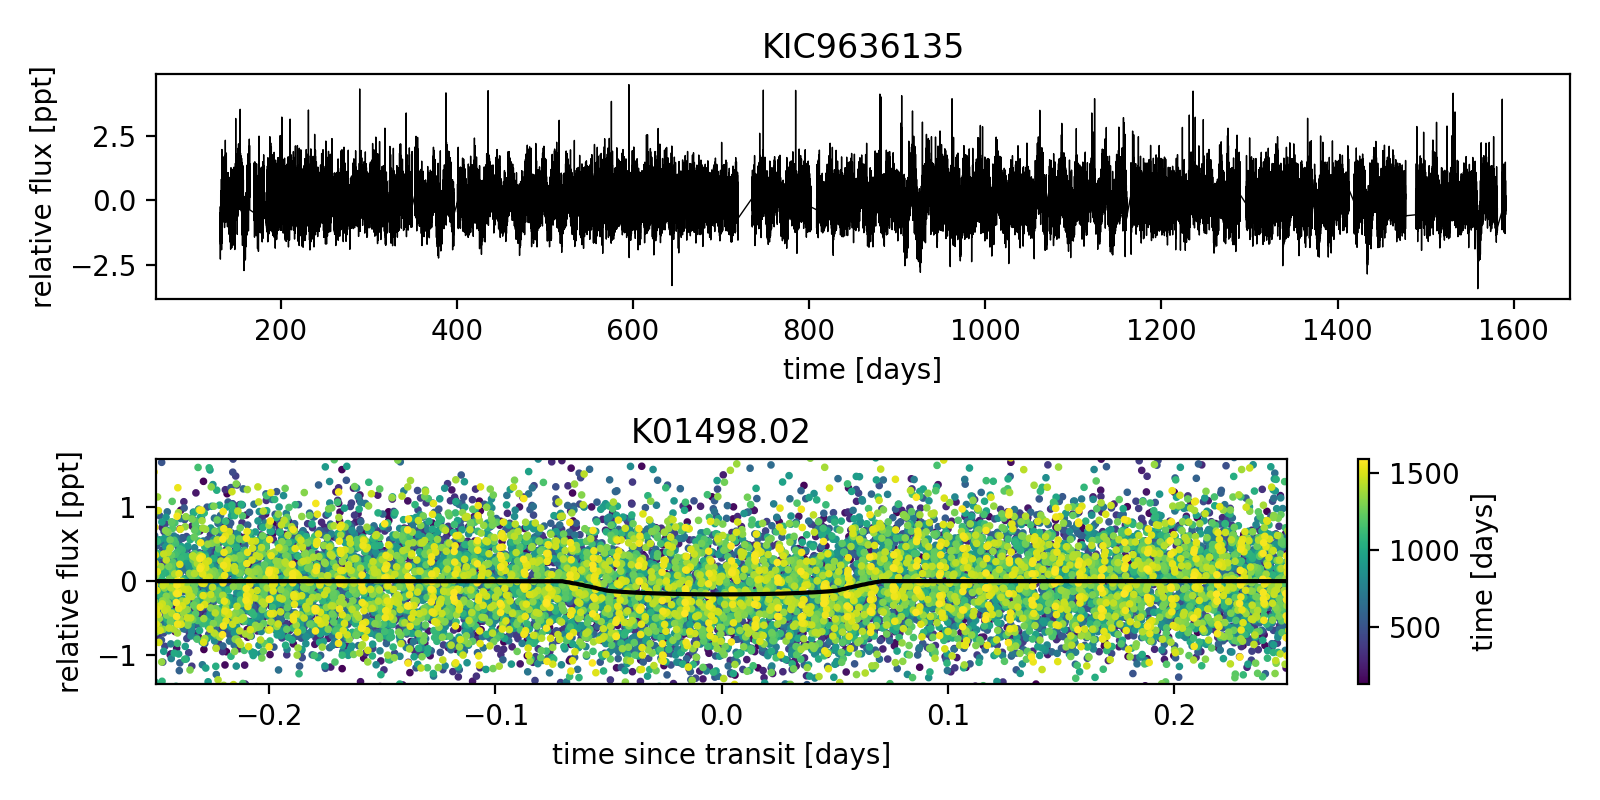 KIC9636135
relative flux [ppt]
2.5
0.0
−2.5
200 400 600 800 1000 1200 1400 1600
time [days]
K01498.02
relative flux [ppt]
1
0
−1
−0.2 −0.1 0.0 0.1 0.2
time since transit [days]
1500
1000
500
time [days]